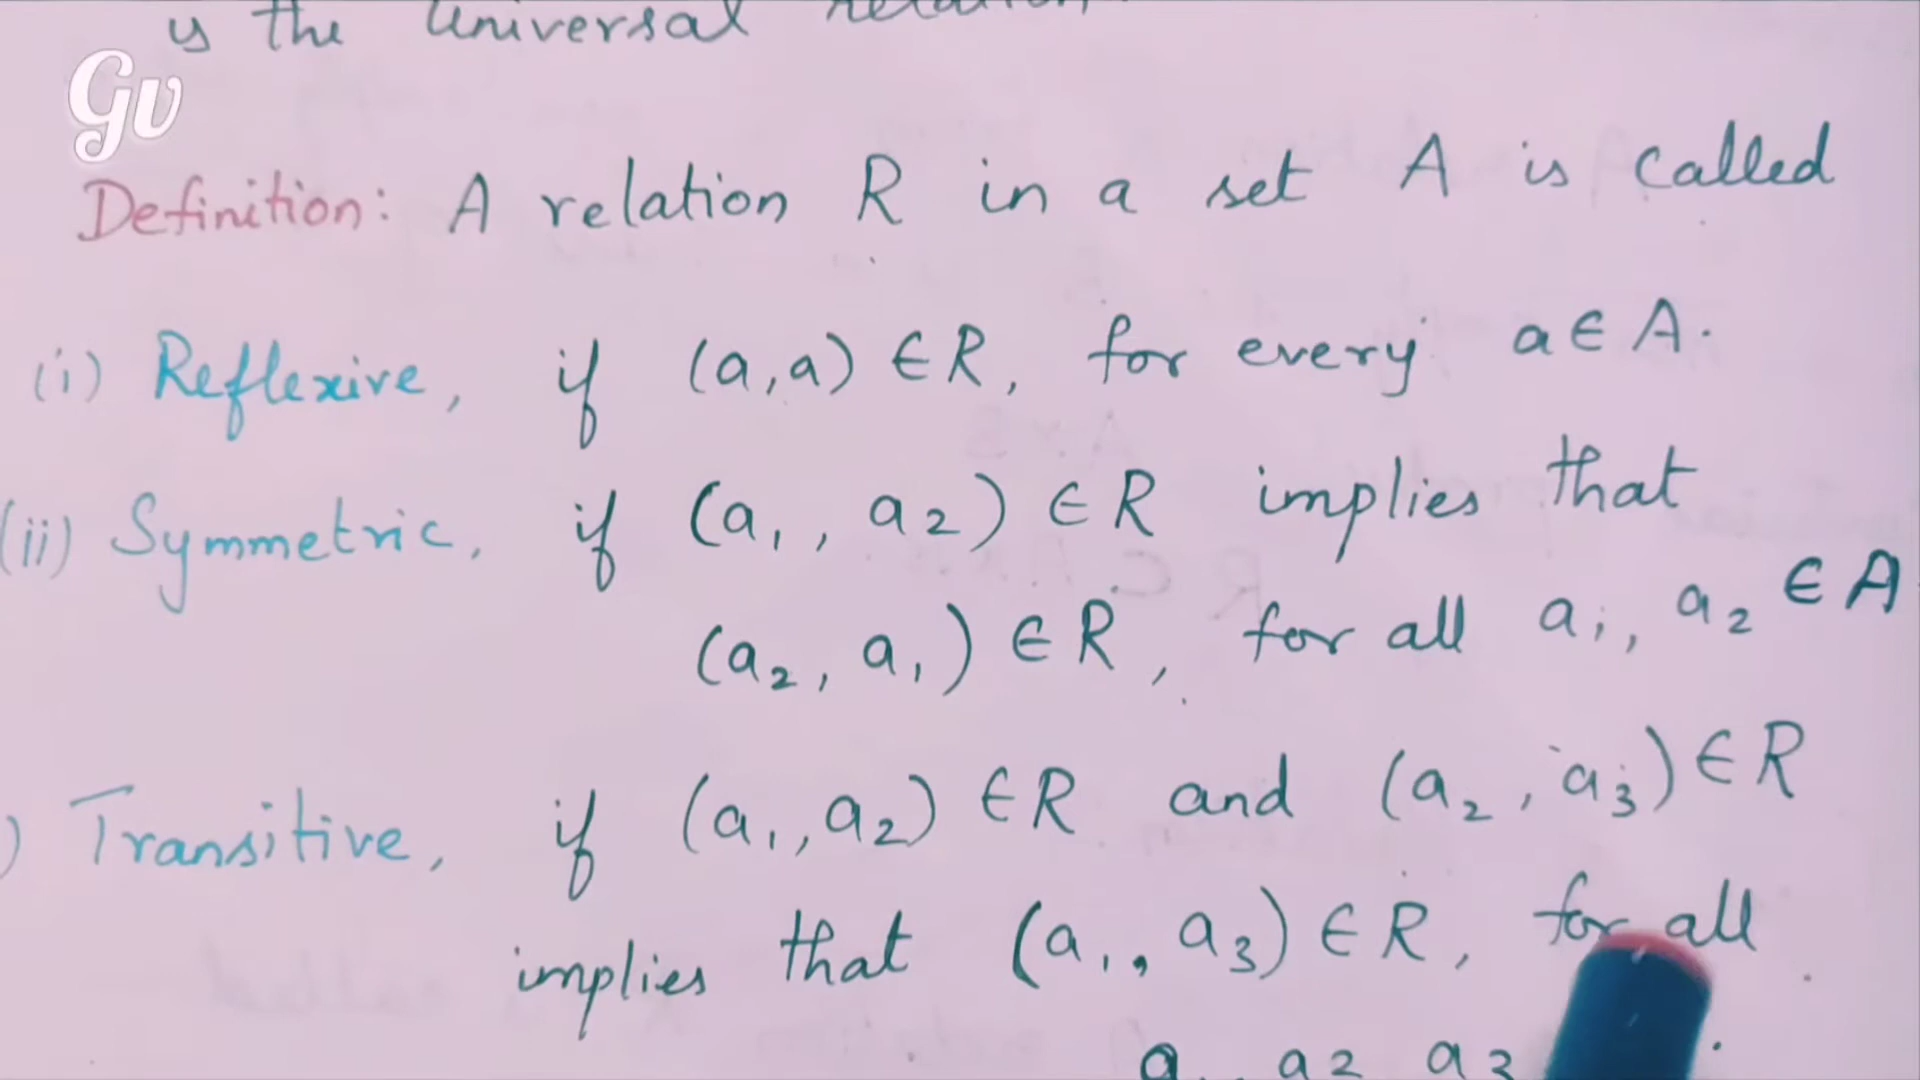 is the universal relation
Gv
Definition: A relation R in a set A is called
(i) Reflexive, if (a,a) ∈ R, for every a ∈ A.
(ii) Symmetric, if (a₁, a₂) ∈ R implies that
(a₂, a₁) ∈ R, for all a₁, a₂ ∈ A
) Transitive, if (a₁, a₂) ∈ R and (a₂, a₃) ∈ R
implies that (a₁, a₃) ∈ R, for all
a₁ a₂ a₃